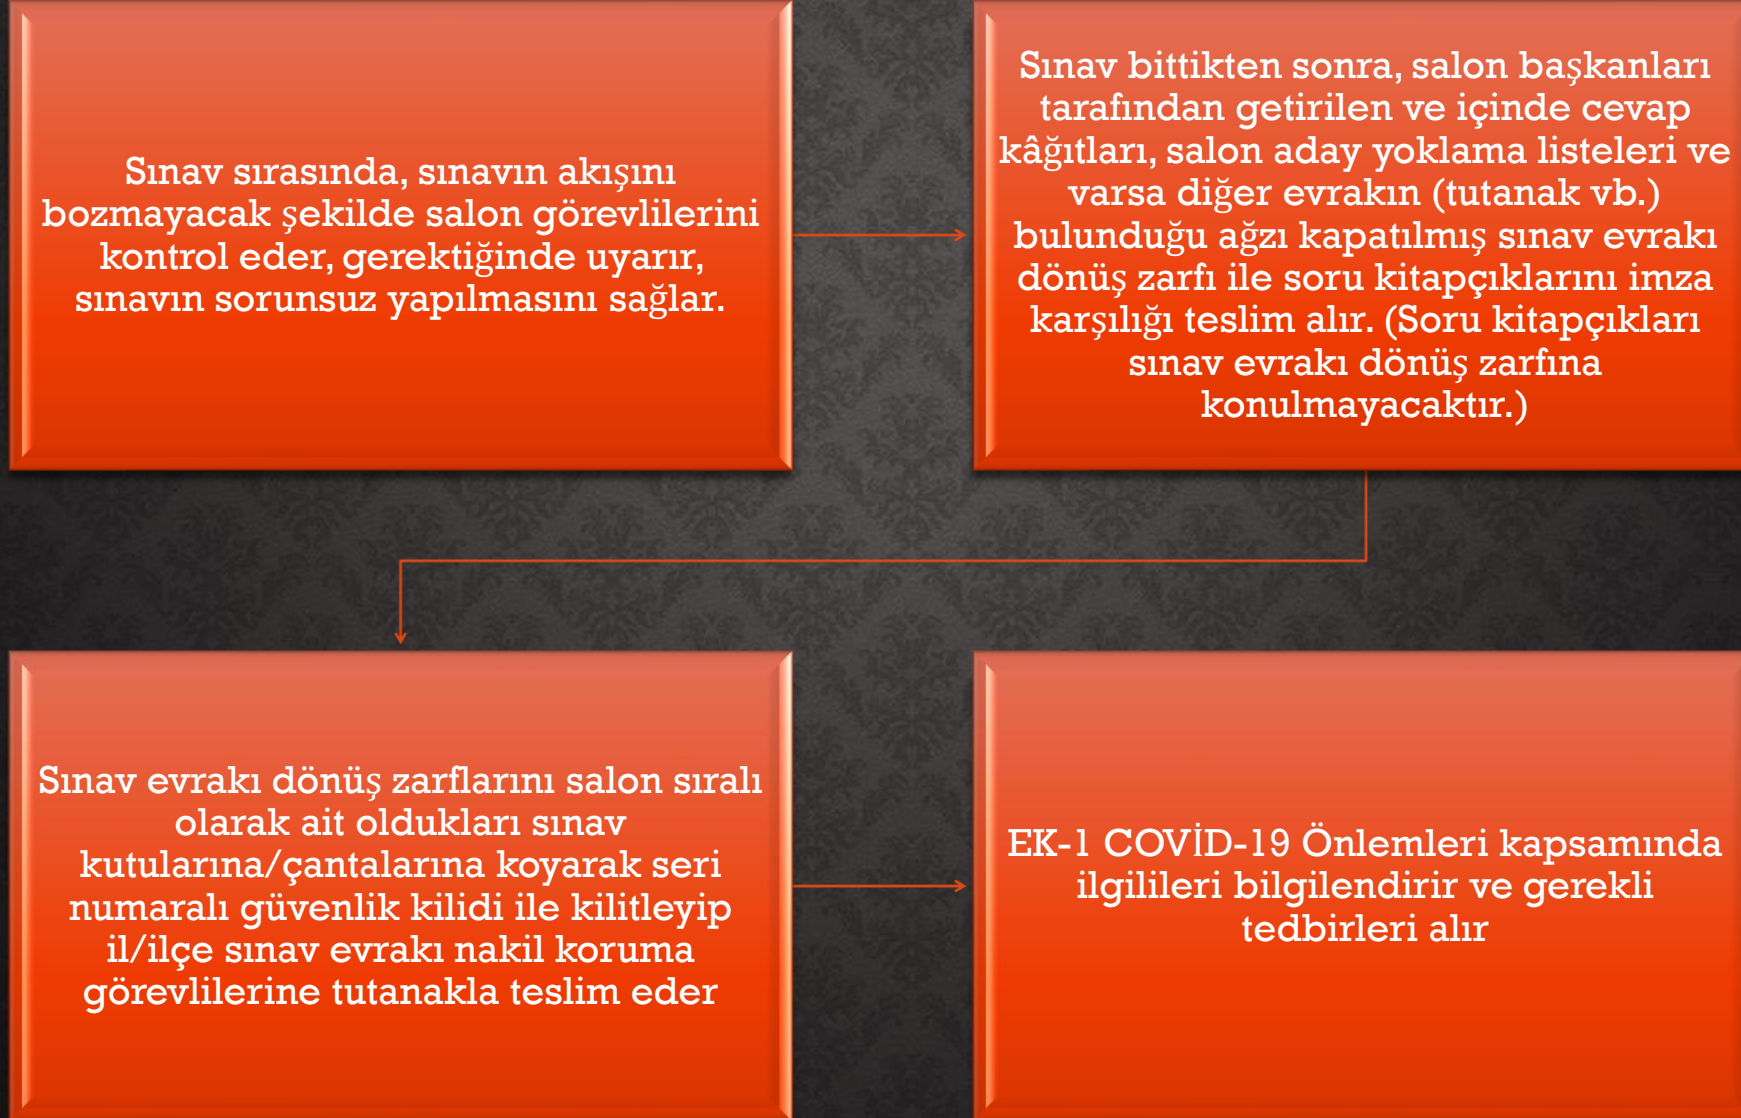 Sınav sırasında, sınavın akışını
bozmayacak şekilde salon görevlilerini
kontrol eder, gerektiğinde uyarır,
sınavın sorunsuz yapılmasını sağlar.
Sınav bittikten sonra, salon başkanları
tarafından getirilen ve içinde cevap
kâğıtları, salon aday yoklama listeleri ve
varsa diğer evrakın (tutanak vb.)
bulunduğu ağzı kapatılmış sınav evrakı
dönüş zarfı ile soru kitapçıklarını imza
karşılığı teslim alır. (Soru kitapçıkları
sınav evrakı dönüş zarfına
konulmayacaktır.)
Sınav evrakı dönüş zarflarını salon sıralı
olarak ait oldukları sınav
kutularına/çantalarına koyarak seri
numaralı güvenlik kilidi ile kilitleyip
il/ilçe sınav evrakı nakil koruma
görevlilerine tutanakla teslim eder
EK-1 COVİD-19 Önlemleri kapsamında
ilgilileri bilgilendirir ve gerekli
tedbirleri alır